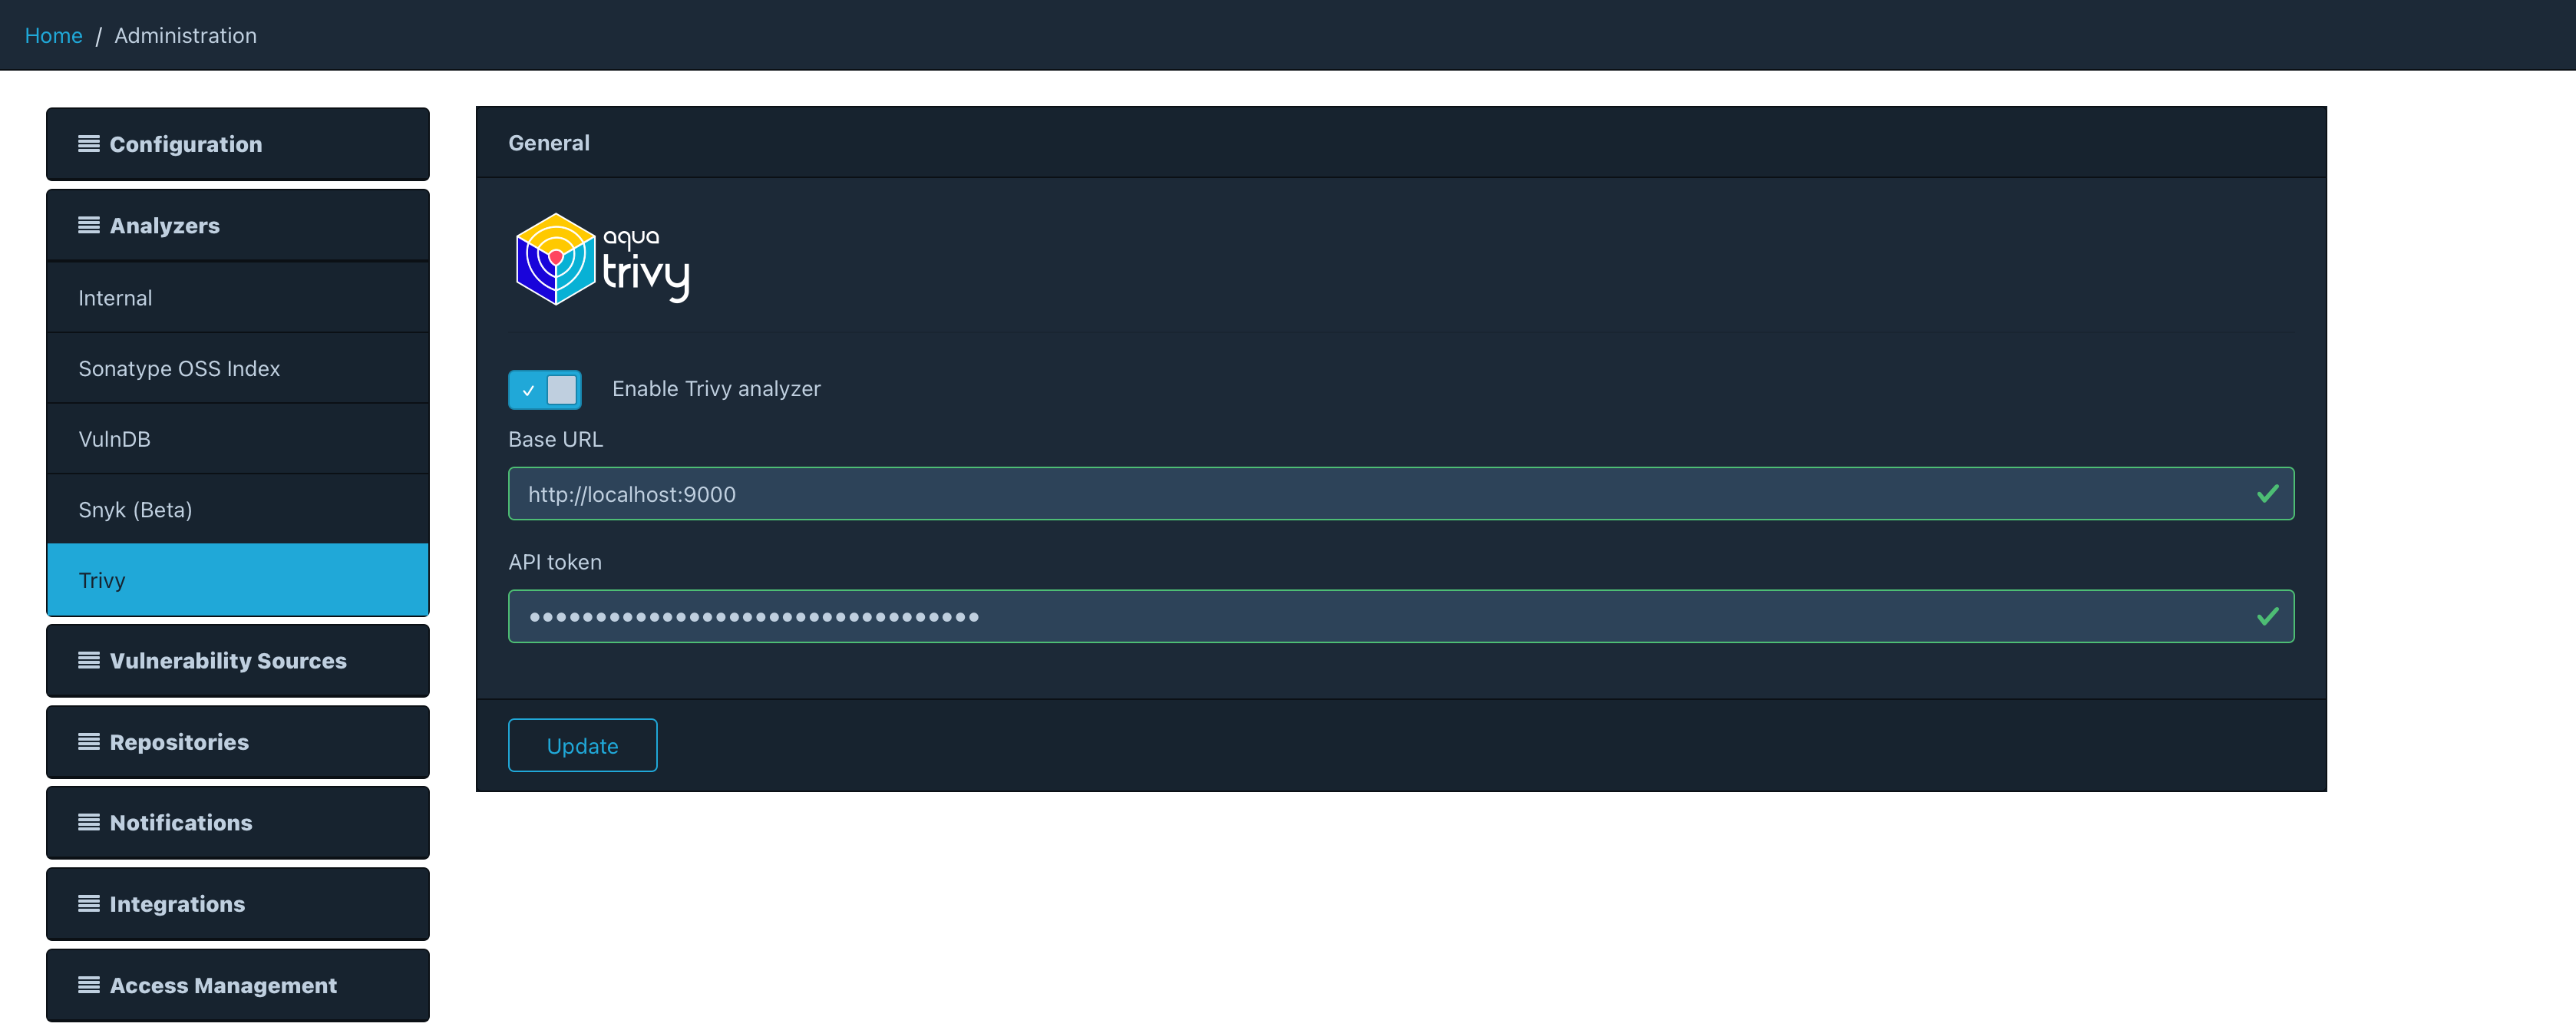 Home / Administration
Configuration
Analyzers
Internal
Sonatype OSS Index
VulnDB
Snyk (Beta)
Trivy
Vulnerability Sources
Repositories
Notifications
Integrations
Access Management
General
aqua
trivy
Enable Trivy analyzer
Base URL
http://localhost:9000
API token
••••••••••••••••••••••••••••••••••
Update